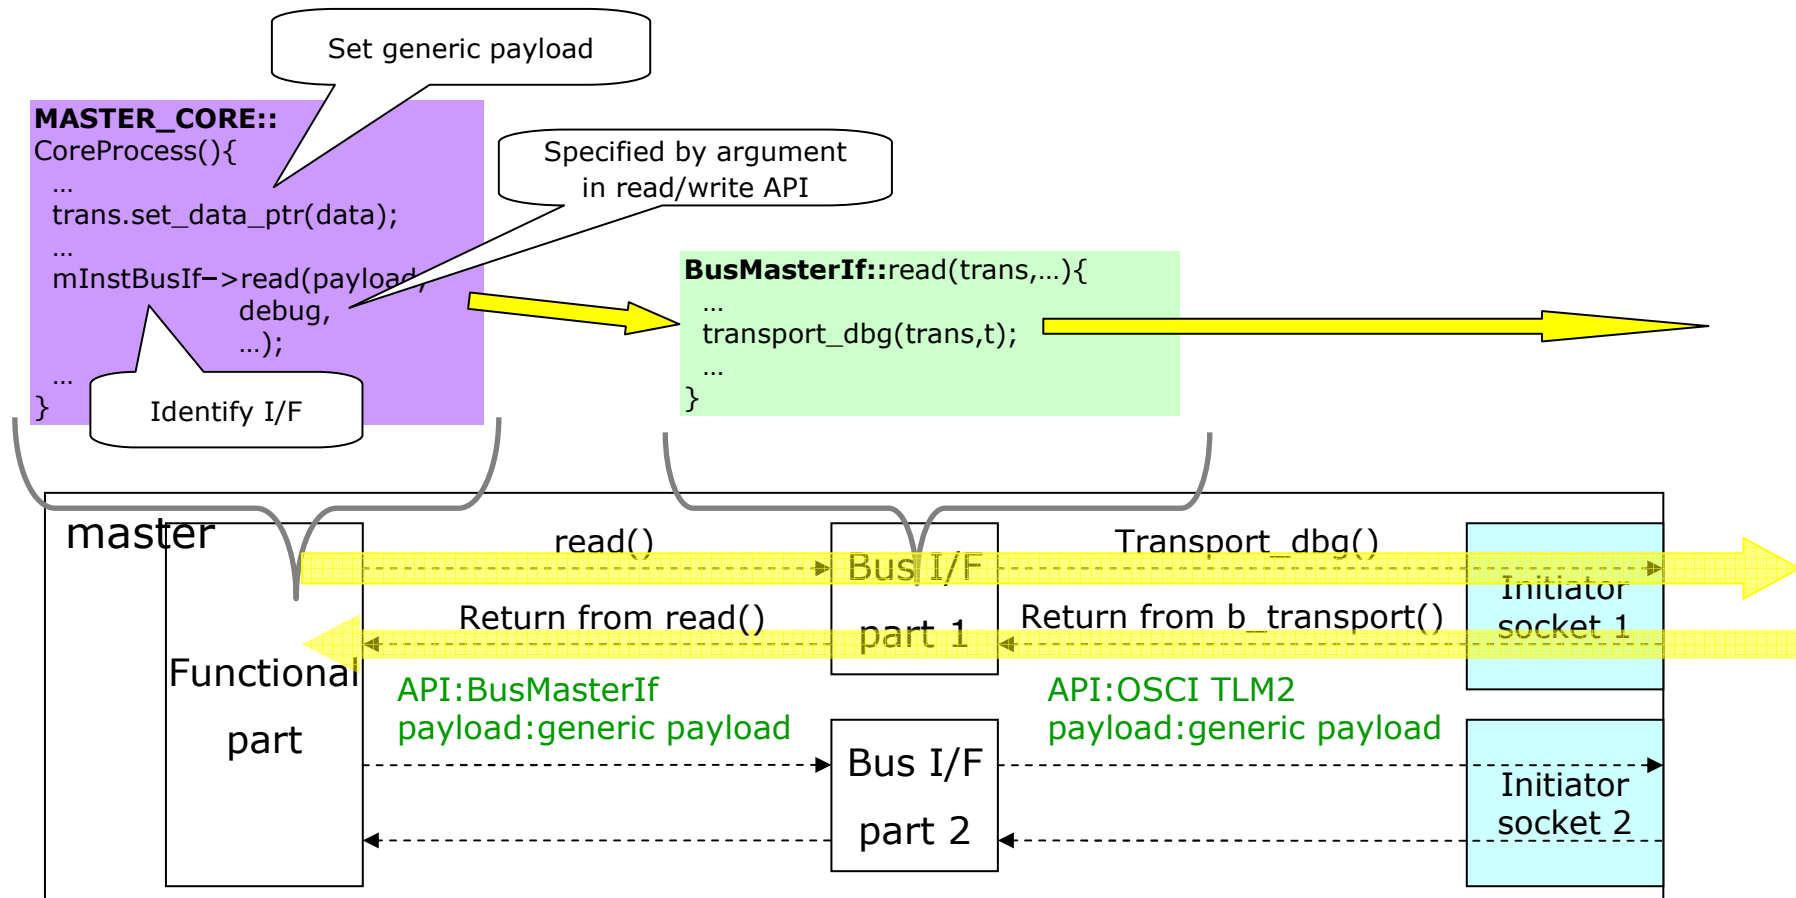 Set generic payload
MASTER_CORE::
CoreProcess(){
…
trans.set_data_ptr(data);
…
mInstBusIf–>read(payload,
debug,
…);
…
}
Specified by argument
in read/write API
Identify I/F
BusMasterIf::read(trans,…){
…
transport_dbg(trans,t);
…
}
master
Functional
part
read()
Return from read()
API:BusMasterIf
payload:generic payload
Bus I/F
part 1
Bus I/F
part 2
Transport_dbg()
Return from b_transport()
API:OSCI TLM2
payload:generic payload
Initiator
socket 1
Initiator
socket 2